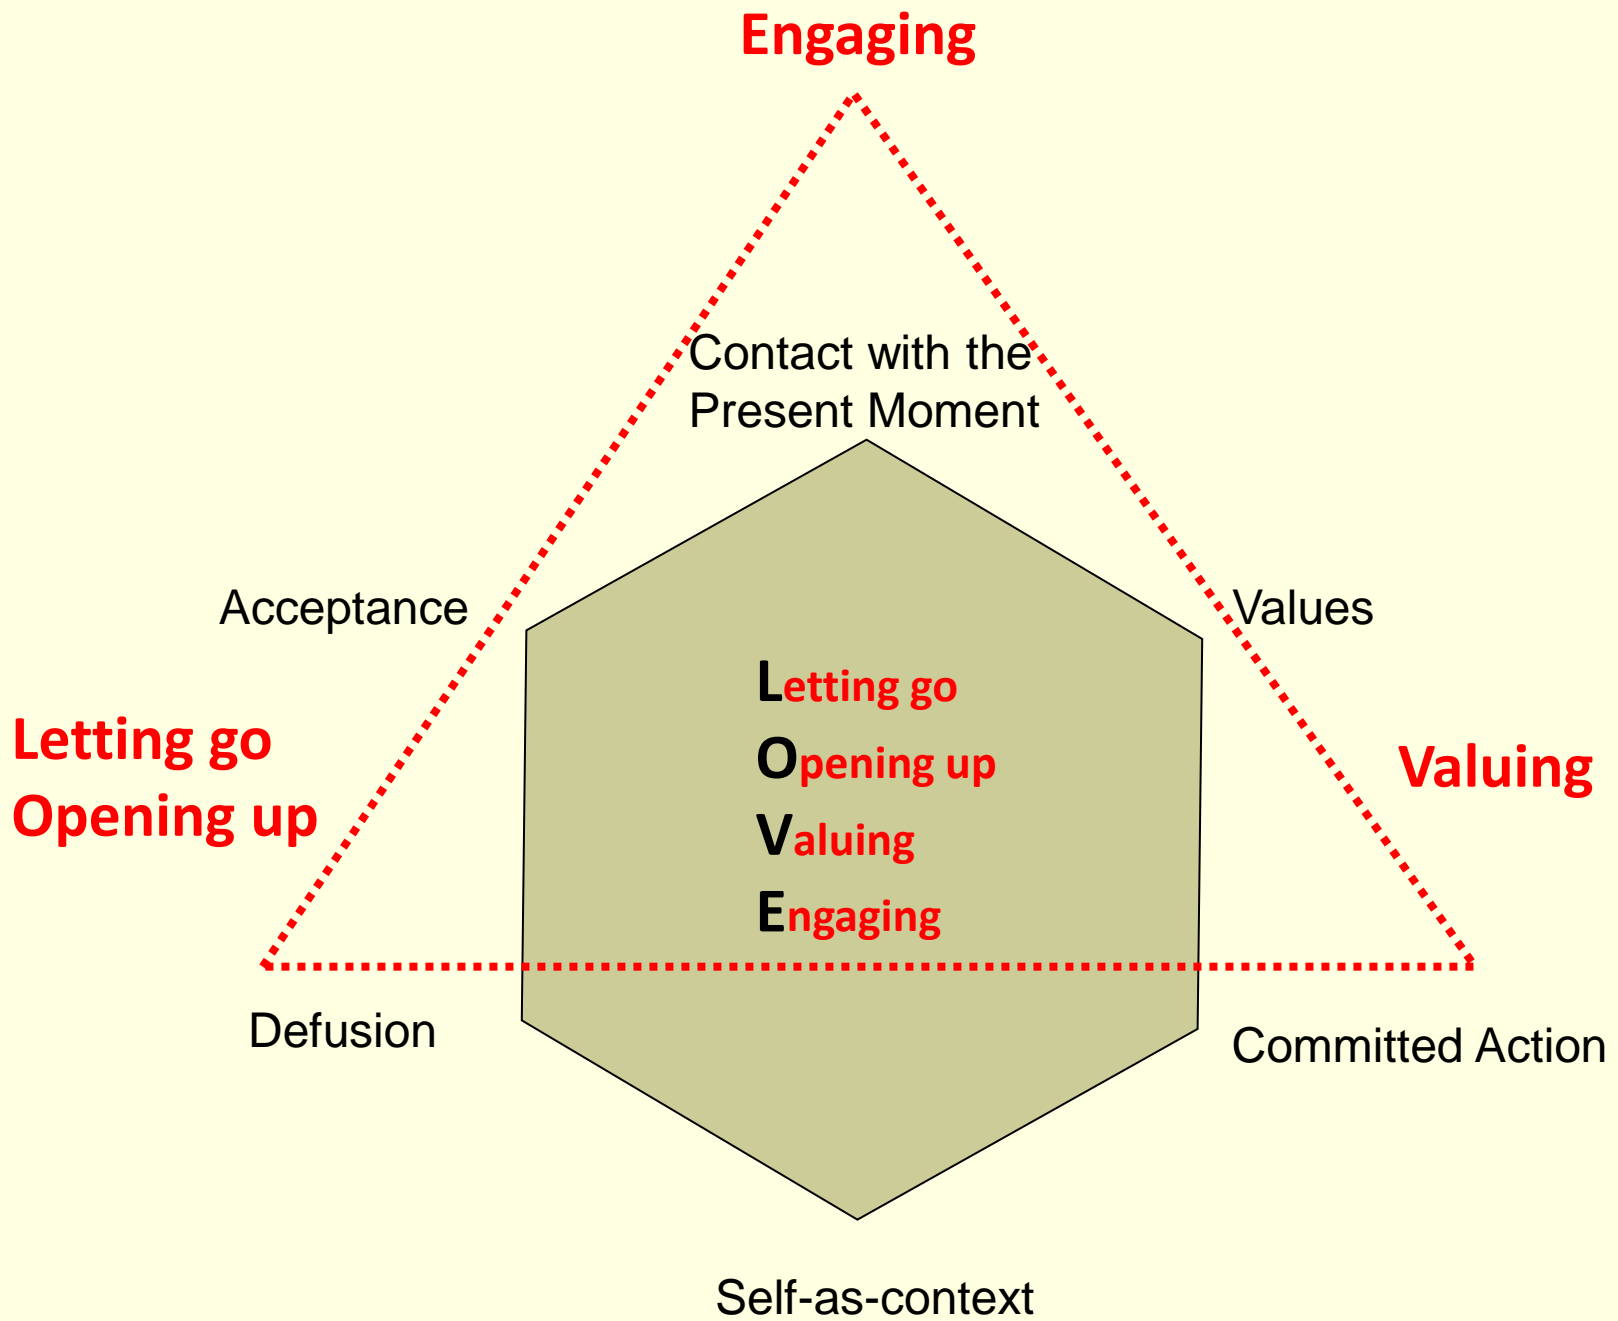 Engaging
Contact with the
Present Moment
Acceptance
Values
Letting go
Opening up
Letting go
Opening up
Valuing
Engaging
Valuing
Defusion
Committed Action
Self-as-context